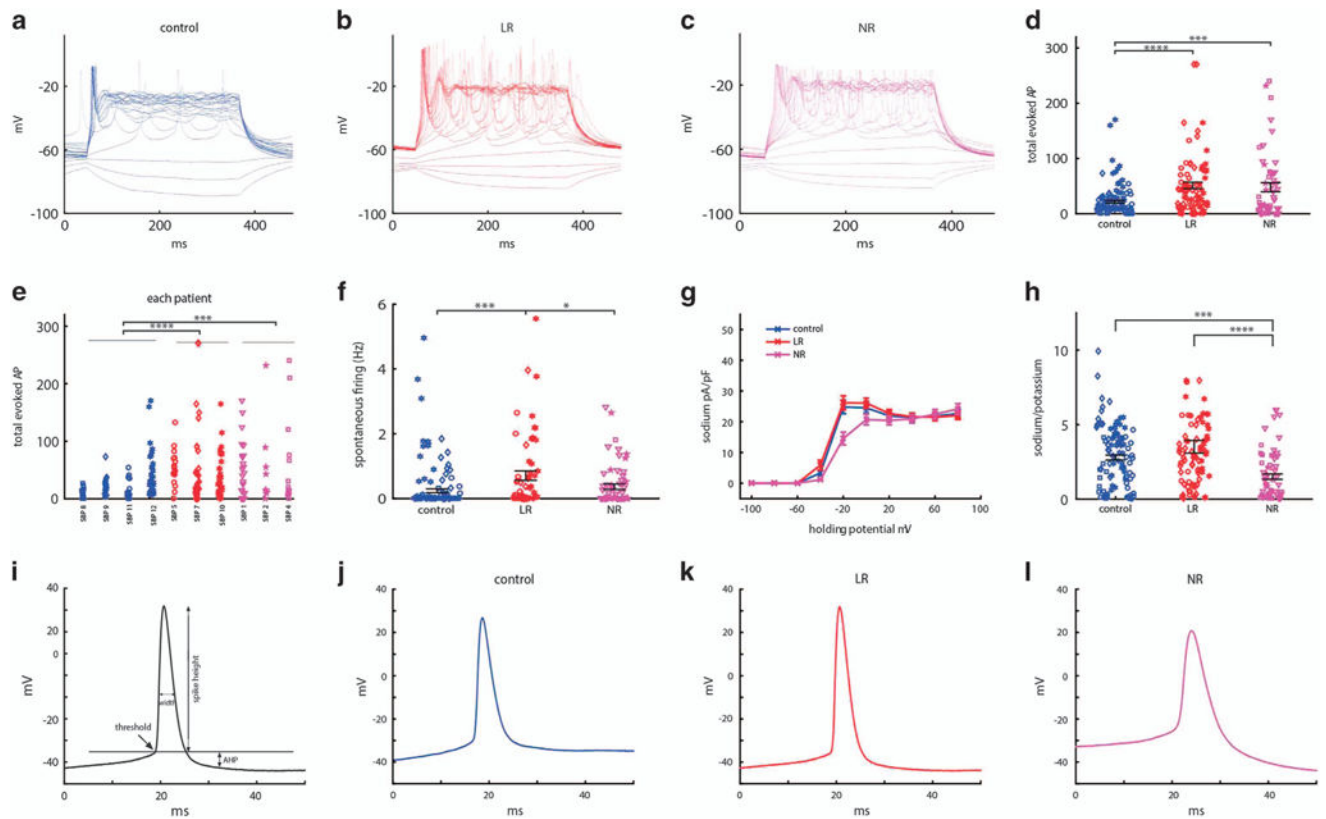 a
control
-20
mV
-60
-100
0
200
400
ms
b
LR
-20
mV
-60
-100
0
200
400
ms
c
NR
-20
mV
-60
-100
0
200
400
ms
d
300
200
100
0
total evoked AP
****
***
control
LR
NR
e
each patient
300
200
100
0
total evoked AP
****
***
SBP 8
SBP 9
SBP 11
SBP 12
SBP 5
SBP 7
SBP 10
SBP 1
SBP 2
SBP 4
f
6
4
2
0
spontaneous firing (Hz)
***
*
control
LR
NR
g
50
40
30
20
10
0
sodium pA/pF
control
LR
NR
-100
-60
-20
20
60
100
holding potential mV
h
10
5
0
sodium/potassium
***
****
control
LR
NR
i
40
20
0
-20
-40
mV
threshold
width
spike height
AHP
0
20
40
ms
j
control
40
20
0
-20
-40
mV
0
20
40
ms
k
LR
40
20
0
-20
-40
mV
0
20
40
ms
l
NR
40
20
0
-20
-40
mV
0
20
40
ms